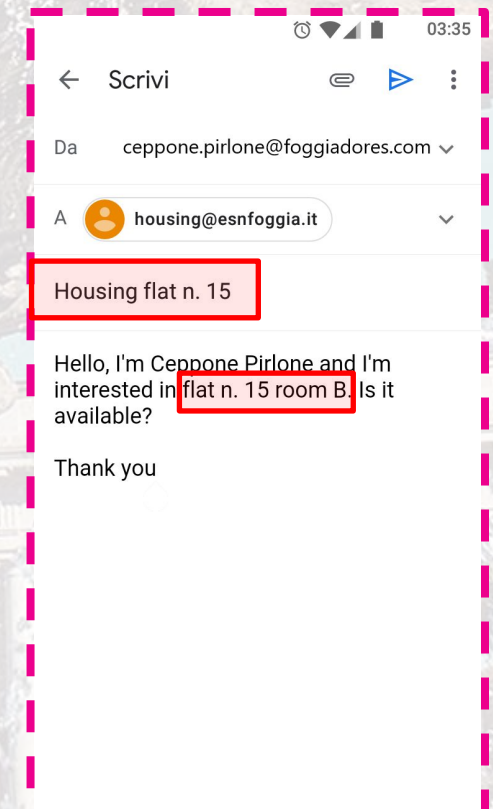 03:35
Scrivi
Da ceppone.pirlone@foggiadores.com
A housing@esnfoggia.it
Housing flat n. 15
Hello, I'm Ceppone Pirlone and I'm
interested in flat n. 15 room B. Is it
available?
Thank you